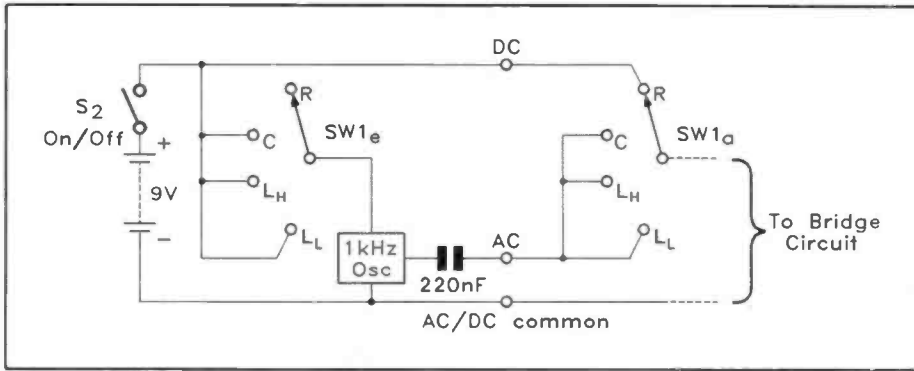 DC
S2
On/Off
+
9V
-
R
C
LH
LL
SW1e
1kHz
Osc
220nF
AC
AC/DC common
R
C
LH
LL
SW1a
To Bridge
Circuit